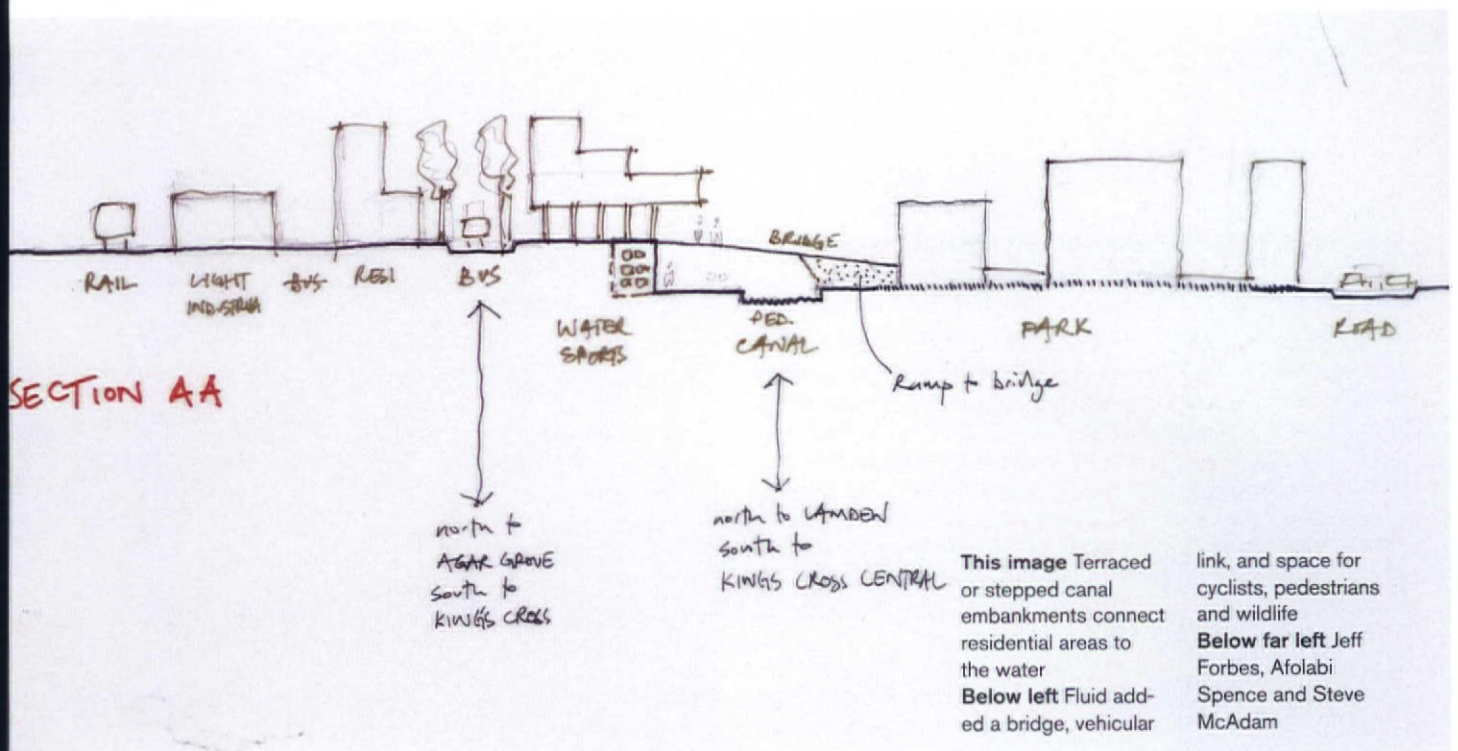 BRIDGE
RAIL
LIGHT
INDUSTRIA
BUS
RESI
BUS
WATER
SPORTS
PED.
CANAL
PARK
ROAD
SECTION AA
Ramp to bridge
north to
AGAR GROVE
south to
KING'S CROSS
north to CAMDEN
south to
KINGS CROSS CENTRAL
This image Terraced
or stepped canal
embankments connect
residential areas to
the water
Below left Fluid add-
ed a bridge, vehicular
link, and space for
cyclists, pedestrians
and wildlife
Below far left Jeff
Forbes, Afolabi
Spence and Steve
McAdam